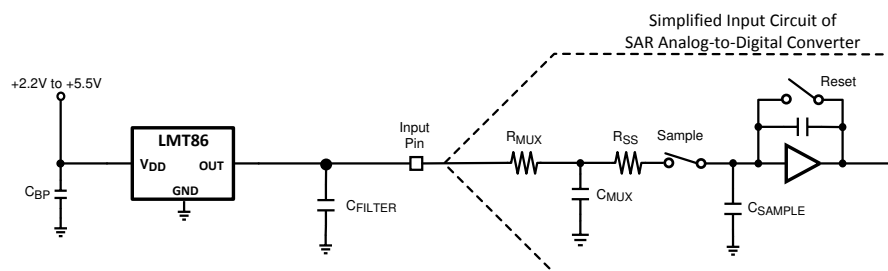 Simplified Input Circuit of
SAR Analog-to-Digital Converter
+2.2V to +5.5V
Reset
LMT86
Input
Pin
RMUX
RSS
Sample
VDD
OUT
GND
CBP
CFILTER
CMUX
CSAMPLE